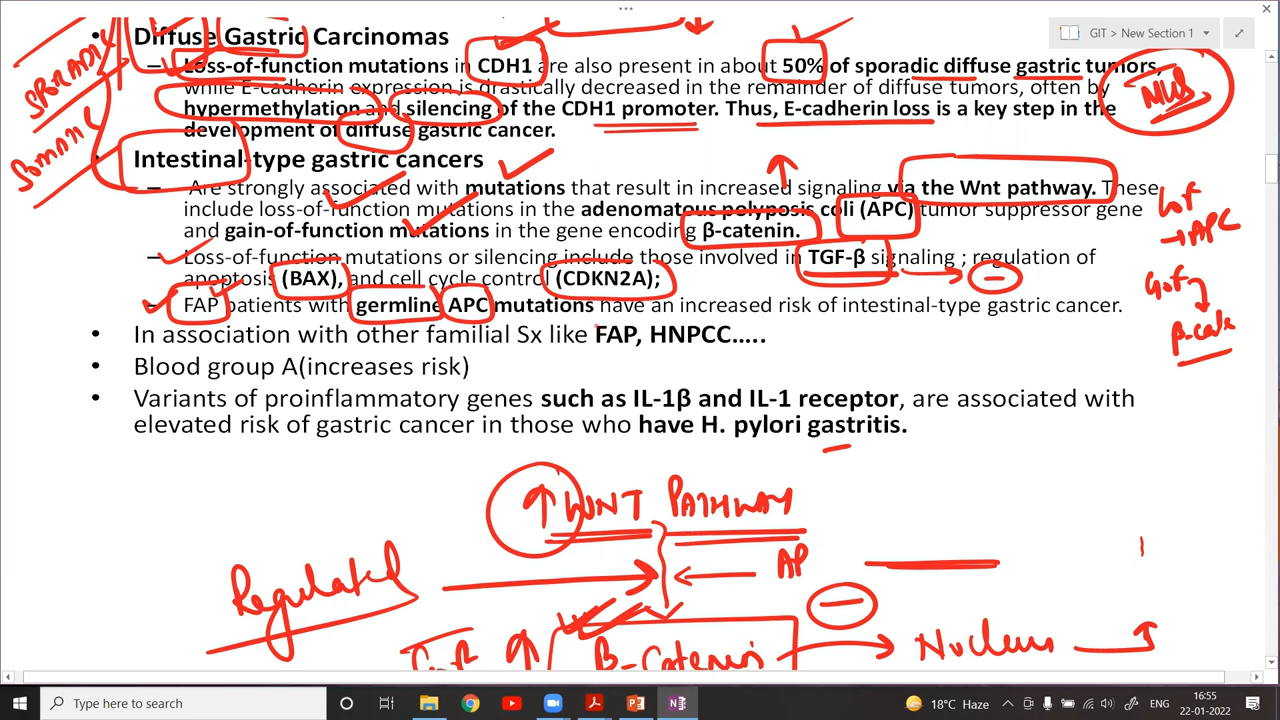 GIT > New Section 1
Diffuse Gastric Carcinomas
– Loss-of-function mutations in CDH1 are also present in about 50% of sporadic diffuse gastric tumors,
while E-cadherin expression is drastically decreased in the remainder of diffuse tumors, often by
hypermethylation and silencing of the CDH1 promoter. Thus, E-cadherin loss is a key step in the
development of diffuse gastric cancer.
SPORADIC
SOMATIC
• Intestinal-type gastric cancers
– Are strongly associated with mutations that result in increased signaling via the Wnt pathway. These
include loss-of-function mutations in the adenomatous polyposis coli (APC) tumor suppressor gene
and gain-of-function mutations in the gene encoding β-catenin.
– Loss-of-function mutations or silencing include those involved in TGF-β signaling ; regulation of
apoptosis (BAX), and cell cycle control (CDKN2A);
– FAP patients with germline APC mutations have an increased risk of intestinal-type gastric cancer.
Lof
→APC
Gof
β-cate
• In association with other familial Sx like FAP, HNPCC.....
• Blood group A(increases risk)
• Variants of proinflammatory genes such as IL-1β and IL-1 receptor, are associated with
elevated risk of gastric cancer in those who have H. pylori gastritis.
↑ WNT PATHWAY
Regulated → ← AP
↑ β-Catenin → Nucleus →
Type here to search
18°C Haze
ENG
16:55
22-01-2022